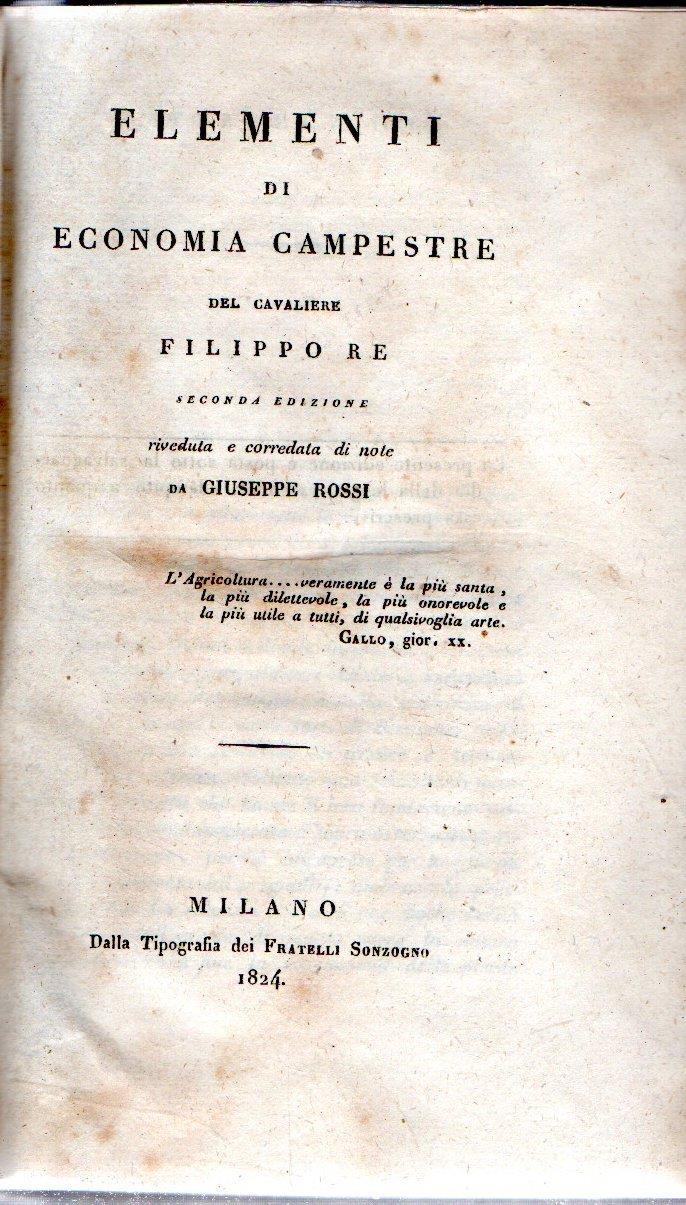 ELEMENTI
DI
ECONOMIA CAMPESTRE
DEL CAVALIERE
FILIPPO RE
SECONDA EDIZIONE
riveduta e corredata di note
DA GIUSEPPE ROSSI
L'Agricoltura....veramente è la più santa,
la più dilettevole, la più onorevole e
la più utile a tutti, di qualsivoglia arte.
GALLO, gior. XX.
MILANO
Dalla Tipografia dei FRATELLI SONZOGNO
1824.